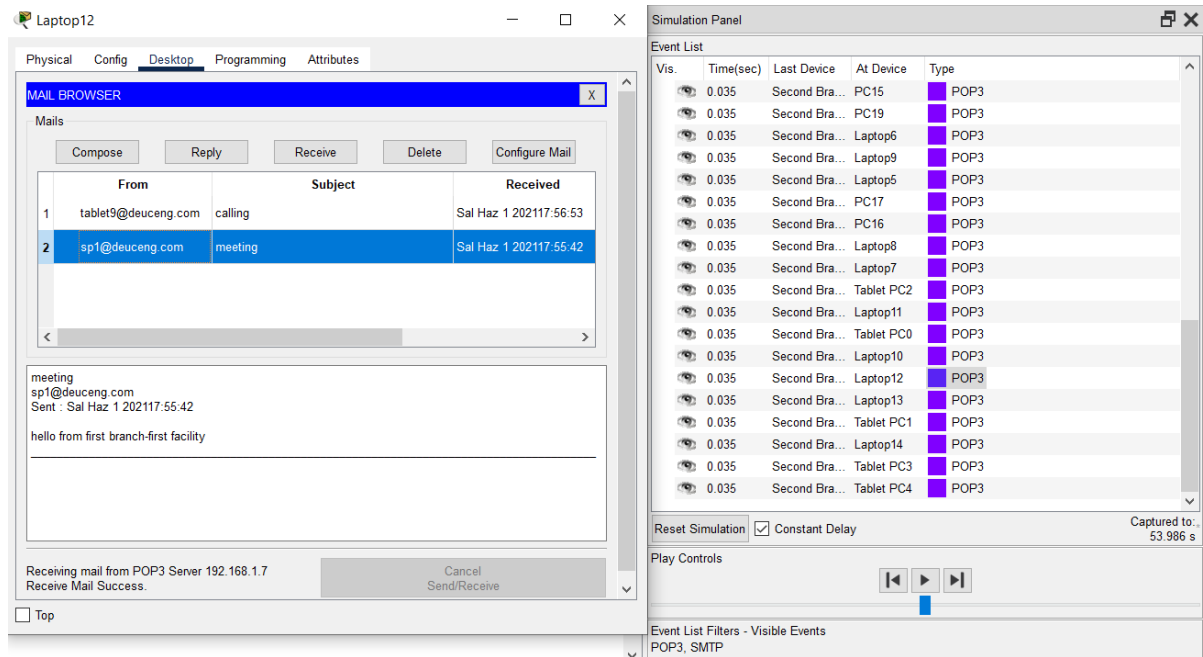 Laptop12
Physical Config Desktop Programming Attributes
MAIL BROWSER X
Mails
Compose Reply Receive Delete Configure Mail
From Subject Received
1 tablet9@deuceng.com calling Sal Haz 1 202117:56:53
2 sp1@deuceng.com meeting Sal Haz 1 202117:55:42
meeting
sp1@deuceng.com
Sent : Sal Haz 1 202117:55:42
hello from first branch-first facility
Receiving mail from POP3 Server 192.168.1.7
Receive Mail Success.
Cancel
Send/Receive
Top
Simulation Panel
Event List
Vis. Time(sec) Last Device At Device Type
0.035 Second Bra... PC15 POP3
0.035 Second Bra... PC19 POP3
0.035 Second Bra... Laptop6 POP3
0.035 Second Bra... Laptop9 POP3
0.035 Second Bra... Laptop5 POP3
0.035 Second Bra... PC17 POP3
0.035 Second Bra... PC16 POP3
0.035 Second Bra... Laptop8 POP3
0.035 Second Bra... Laptop7 POP3
0.035 Second Bra... Tablet PC2 POP3
0.035 Second Bra... Laptop11 POP3
0.035 Second Bra... Tablet PC0 POP3
0.035 Second Bra... Laptop10 POP3
0.035 Second Bra... Laptop12 POP3
0.035 Second Bra... Laptop13 POP3
0.035 Second Bra... Tablet PC1 POP3
0.035 Second Bra... Laptop14 POP3
0.035 Second Bra... Tablet PC3 POP3
0.035 Second Bra... Tablet PC4 POP3
Reset Simulation Constant Delay
Captured to:
53.986 s
Play Controls
Event List Filters - Visible Events
POP3, SMTP